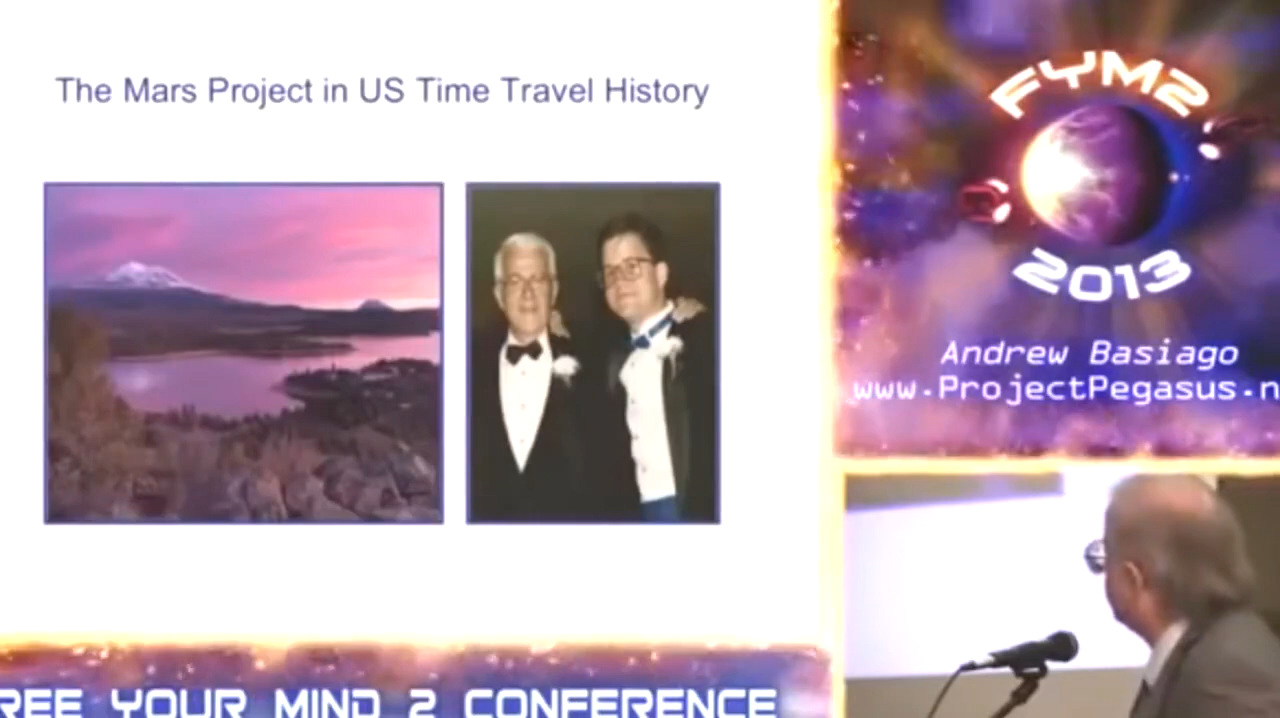 The Mars Project in US Time Travel History
FYM2
2013
Andrew Basiago
www.ProjectPegasus.n
REE YOUR MIND 2 CONFERENCE